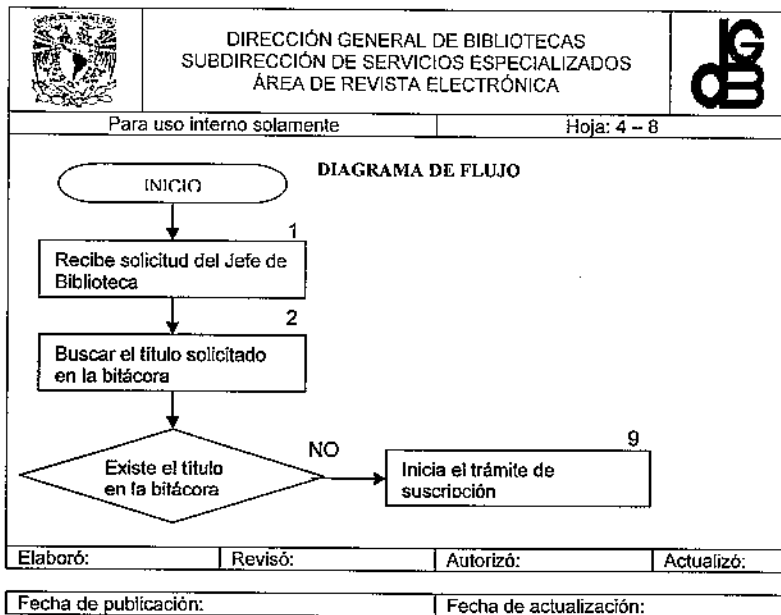 DIRECCIÓN GENERAL DE BIBLIOTECAS
SUBDIRECCIÓN DE SERVICIOS ESPECIALIZADOS
ÁREA DE REVISTA ELECTRÓNICA
DGB
Para uso interno solamente
Hoja: 4 – 8
DIAGRAMA DE FLUJO
INICIO
1
Recibe solicitud del Jefe de
Biblioteca
2
Buscar el título solicitado
en la bitácora
Existe el título
en la bitácora
NO
9
Inicia el trámite de
suscripción
Elaboró:
Revisó:
Autorizó:
Actualizó:
Fecha de publicación:
Fecha de actualización: